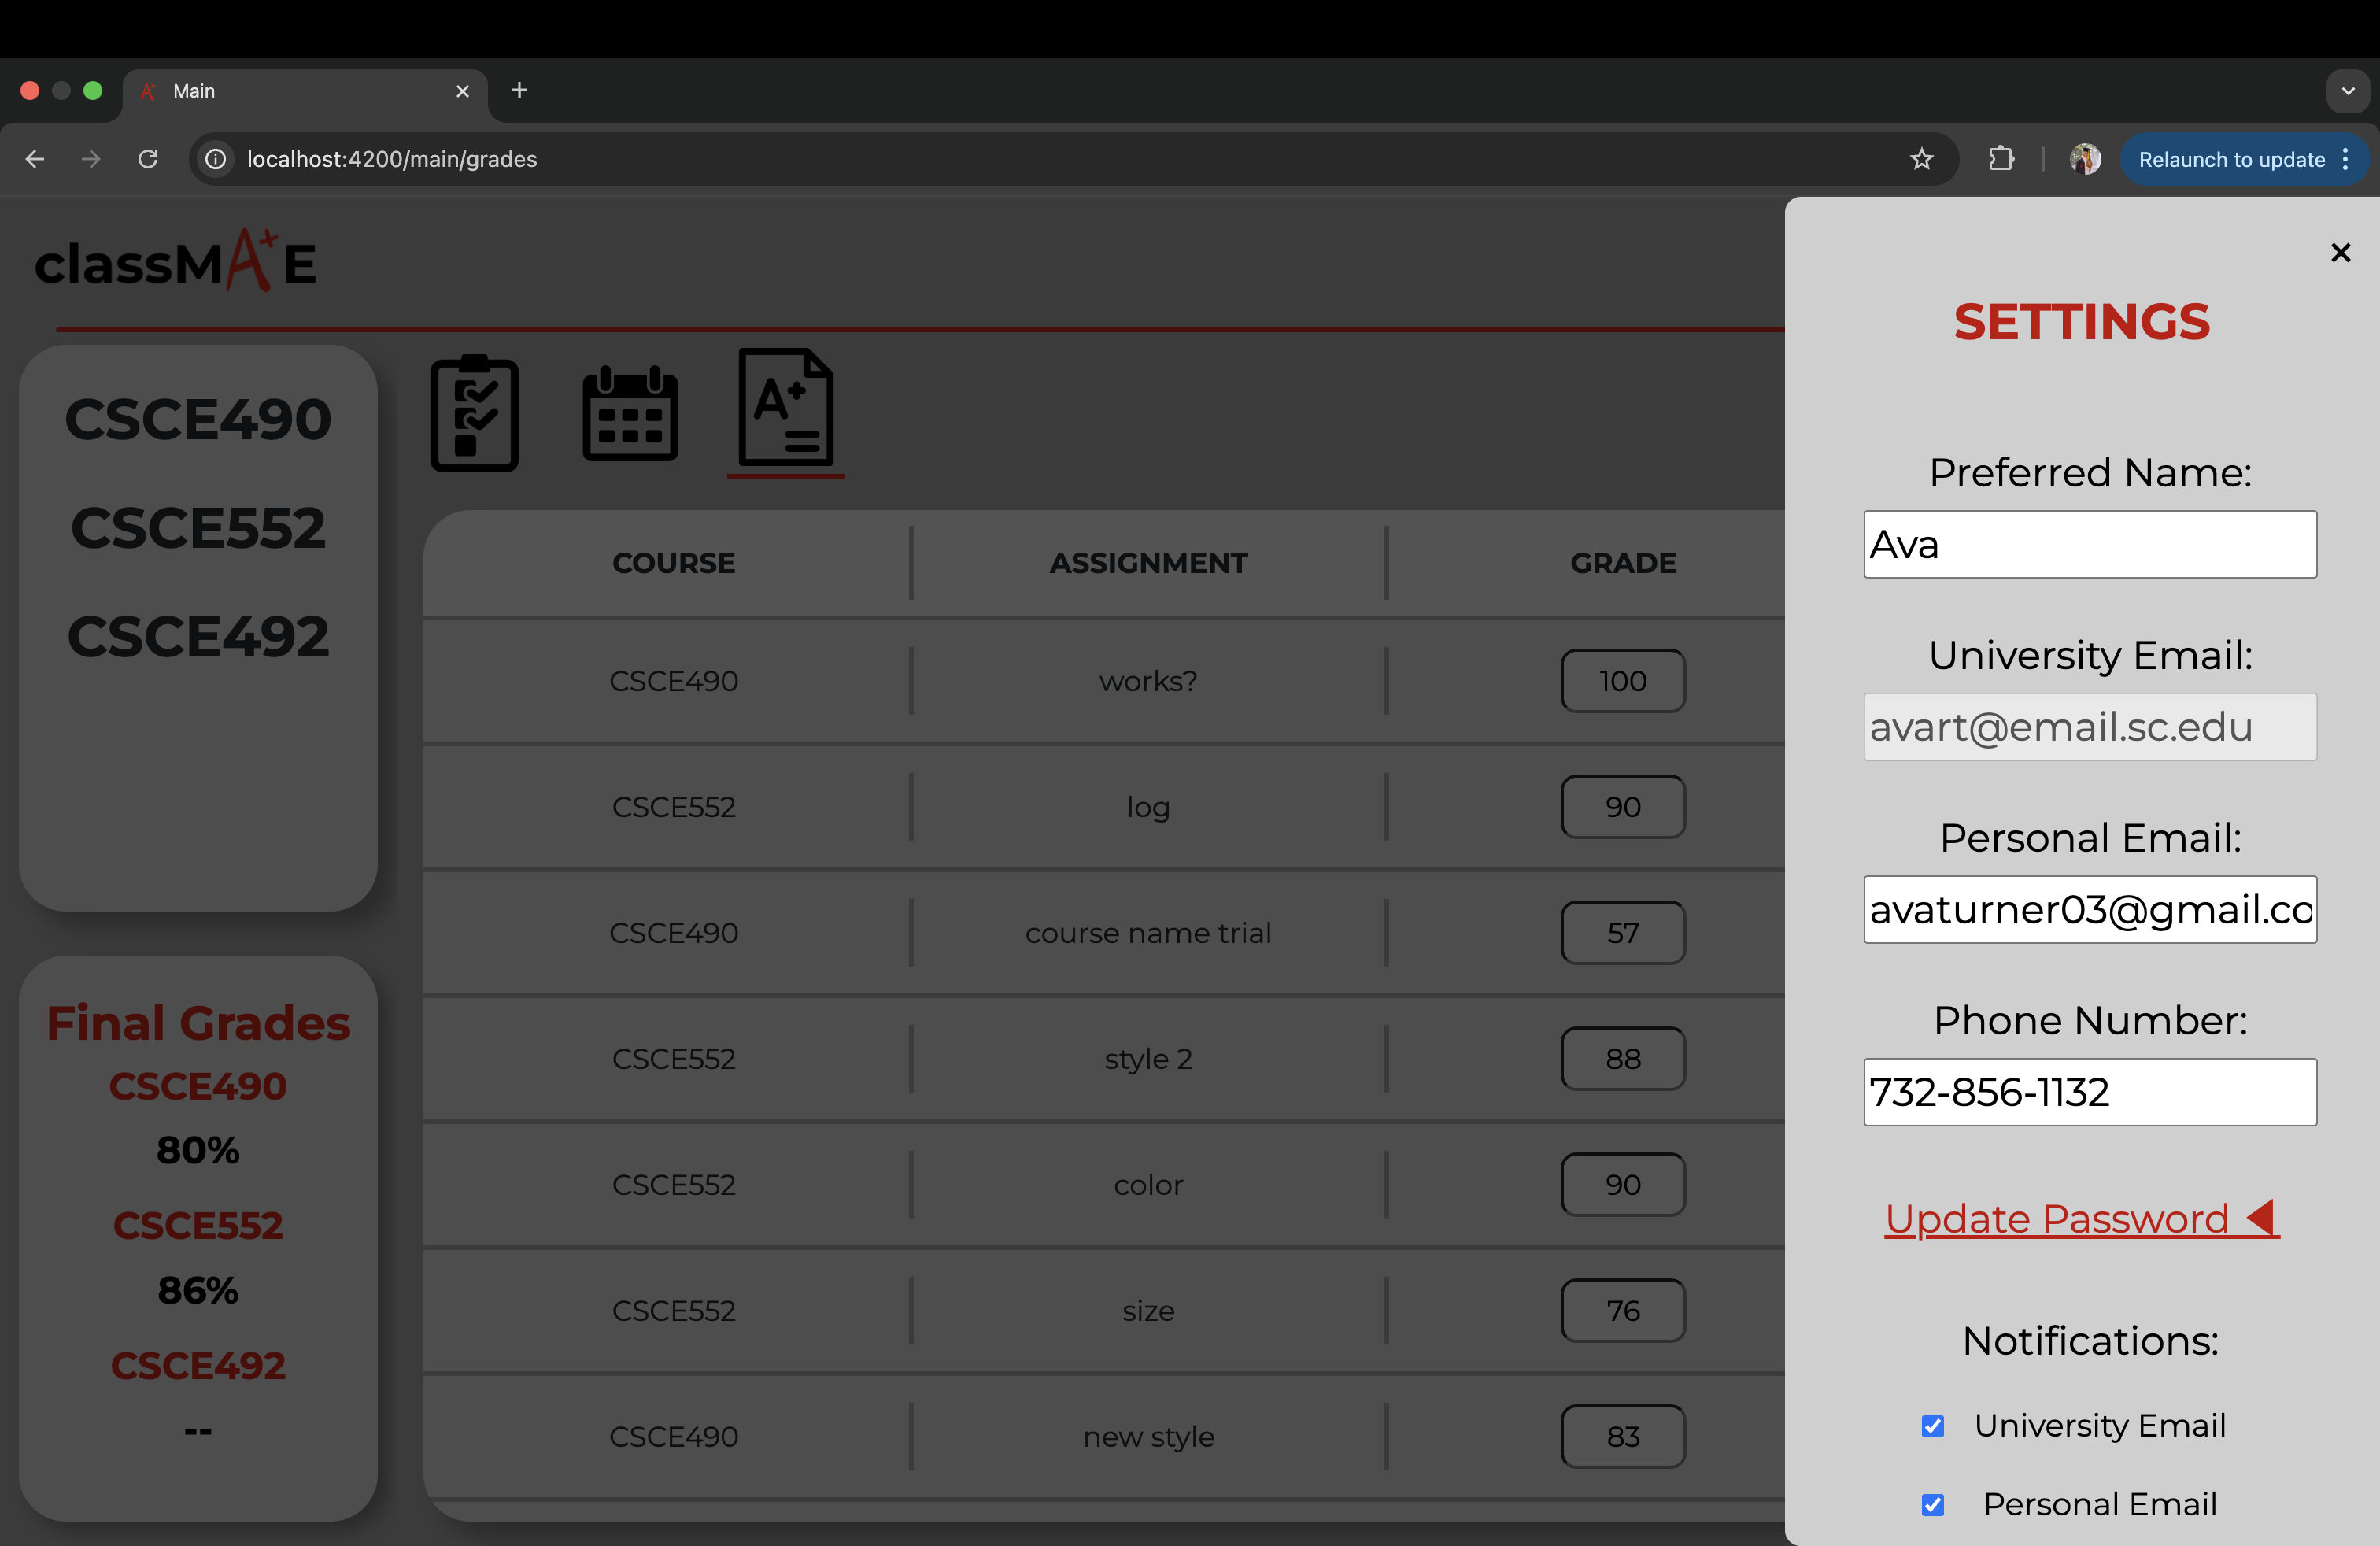 Main
localhost:4200/main/grades
Relaunch to update
classMA+E
CSCE490
CSCE552
CSCE492
A+
COURSE ASSIGNMENT GRADE
CSCE490 works? 100
CSCE552 log 90
CSCE490 course name trial 57
CSCE552 style 2 88
CSCE552 color 90
CSCE552 size 76
CSCE490 new style 83
Final Grades
CSCE490
80%
CSCE552
86%
CSCE492
--
SETTINGS
Preferred Name:
Ava
University Email:
avart@email.sc.edu
Personal Email:
avaturner03@gmail.co
Phone Number:
732-856-1132
Update Password
Notifications:
University Email
Personal Email